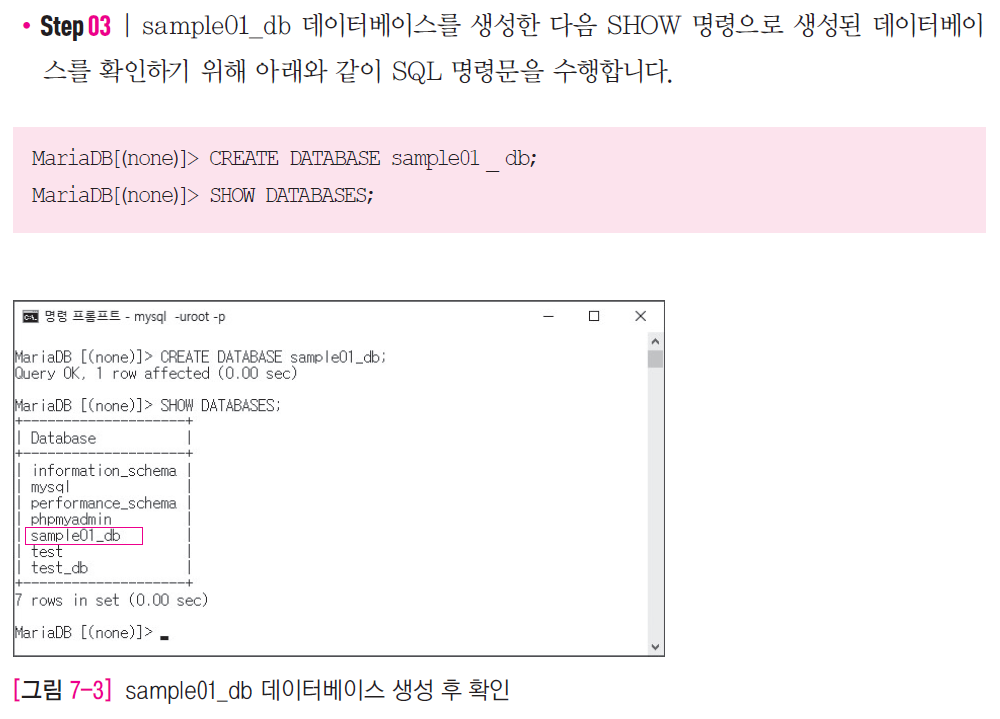 • Step 03 | sample01_db 데이터베이스를 생성한 다음 SHOW 명령으로 생성된 데이터베이
스를 확인하기 위해 아래와 같이 SQL 명령문을 수행합니다.
MariaDB[(none)]> CREATE DATABASE sample01 _ db;
MariaDB[(none)]> SHOW DATABASES;
명령 프롬프트 - mysql -uroot -p
MariaDB [(none)]> CREATE DATABASE sample01_db;
Query OK, 1 row affected (0.00 sec)
MariaDB [(none)]> SHOW DATABASES;
+--------------------+
| Database           |
+--------------------+
| information_schema |
| mysql              |
| performance_schema |
| phpmyadmin         |
| sample01_db        |
| test               |
| test_db            |
+--------------------+
7 rows in set (0.00 sec)
MariaDB [(none)]> _
[그림 7-3] sample01_db 데이터베이스 생성 후 확인